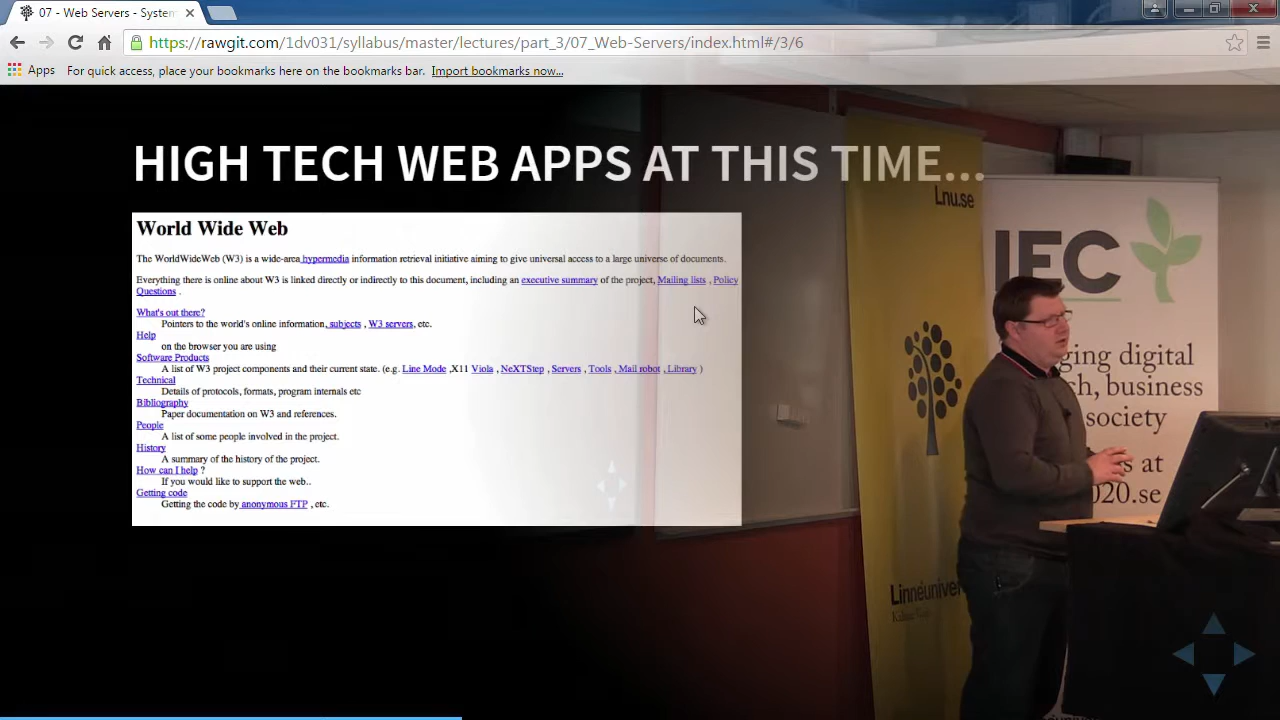 07 - Web Servers - System
https://rawgit.com/1dv031/syllabus/master/lectures/part_3/07_Web-Servers/index.html#/3/6
Apps For quick access, place your bookmarks here on the bookmarks bar. Import bookmarks now...
HIGH TECH WEB APPS AT THIS TIME...
World Wide Web
The WorldWideWeb (W3) is a wide-area hypermedia information retrieval initiative aiming to give universal access to a large universe of documents.
Everything there is online about W3 is linked directly or indirectly to this document, including an executive summary of the project, Mailing lists , Policy
Questions .
What's out there?
Pointers to the world's online information, subjects , W3 servers, etc.
Help
on the browser you are using
Software Products
A list of W3 project components and their current state. (e.g. Line Mode ,X11 Viola , NeXTStep , Servers , Tools , Mail robot , Library )
Technical
Details of protocols, formats, program internals etc
Bibliography
Paper documentation on W3 and references.
People
A list of some people involved in the project.
History
A summary of the history of the project.
How can I help ?
If you would like to support the web..
Getting code
Getting the code by anonymous FTP , etc.
Lnu.se
Linnéuniver
ging digital
h, business
society
s at
020.se